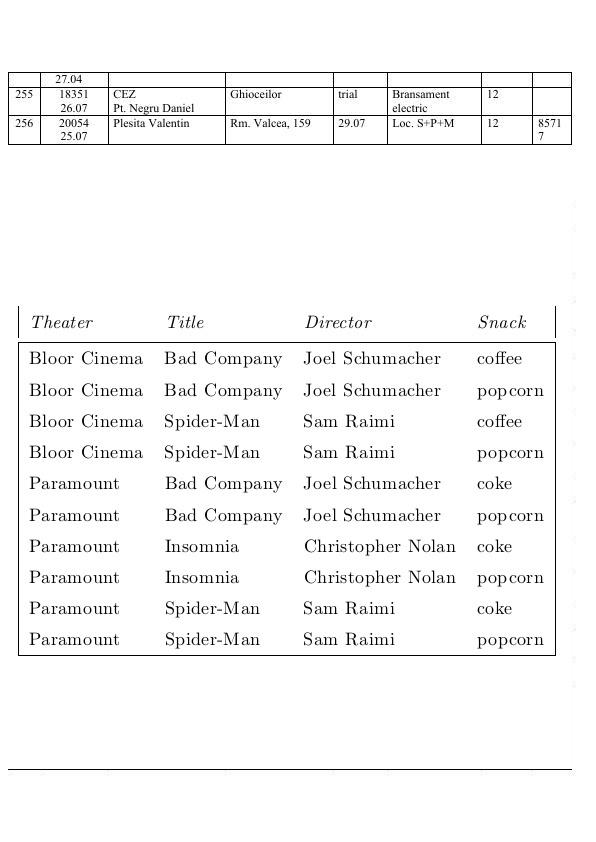 27.04
255 18351 CEZ Ghioceilor trial Bransament 12
26.07 Pt. Negru Daniel electric
256 20054 Plesita Valentin Rm. Valcea, 159 29.07 Loc. S+P+M 12 8571
25.07 7
Theater Title Director Snack
Bloor Cinema Bad Company Joel Schumacher coffee
Bloor Cinema Bad Company Joel Schumacher popcorn
Bloor Cinema Spider-Man Sam Raimi coffee
Bloor Cinema Spider-Man Sam Raimi popcorn
Paramount Bad Company Joel Schumacher coke
Paramount Bad Company Joel Schumacher popcorn
Paramount Insomnia Christopher Nolan coke
Paramount Insomnia Christopher Nolan popcorn
Paramount Spider-Man Sam Raimi coke
Paramount Spider-Man Sam Raimi popcorn